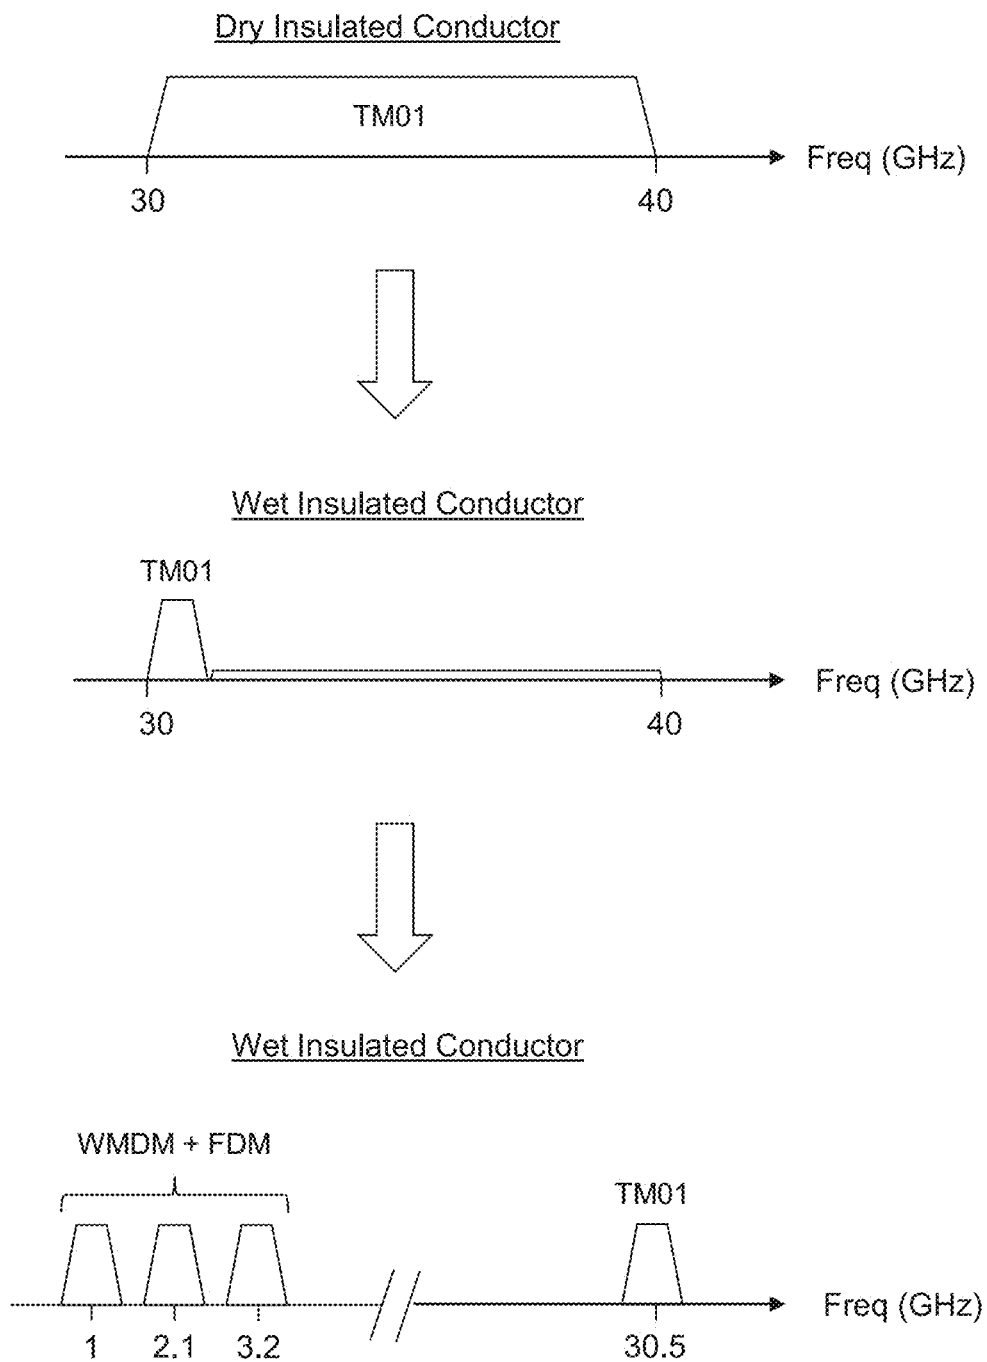 Dry Insulated Conductor
TM01
Freq (GHz)
30
40
Wet Insulated Conductor
TM01
Freq (GHz)
30
40
Wet Insulated Conductor
WMDM + FDM
TM01
Freq (GHz)
1
2.1
3.2
30.5